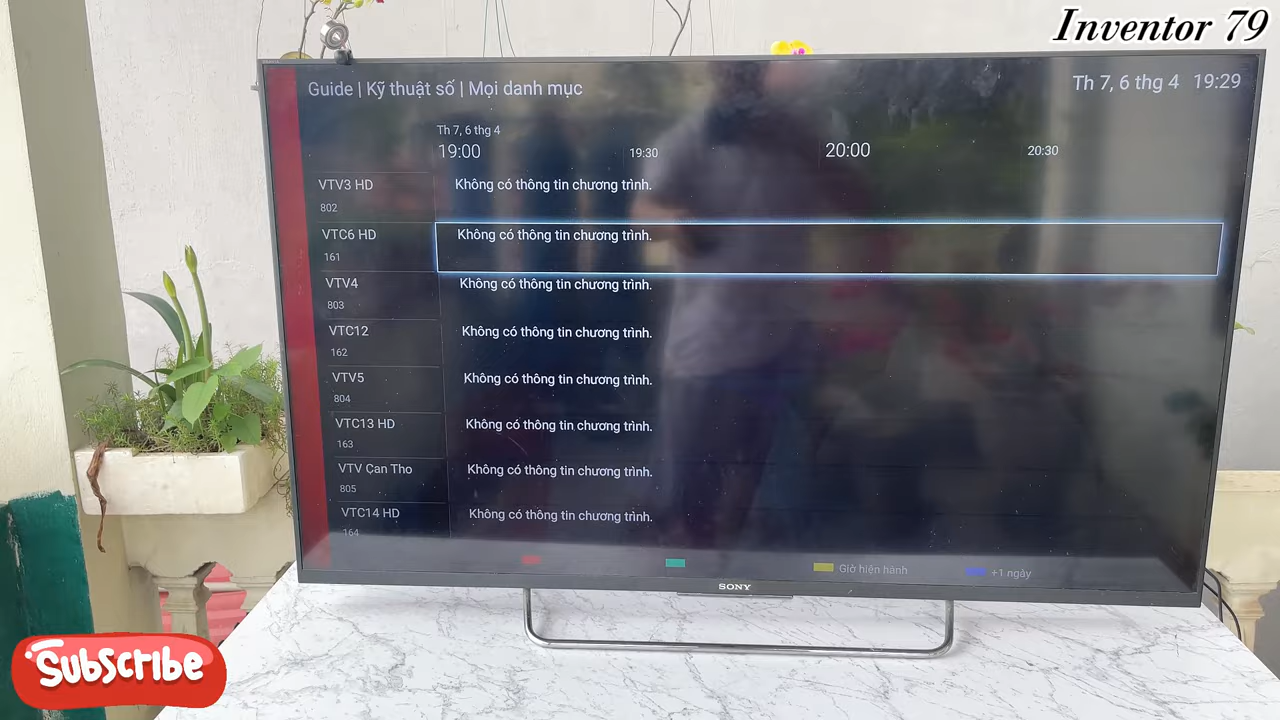 Inventor 79
Guide | Kỹ thuật số | Mọi danh mục
Th 7, 6 thg 4 19:29
Th 7, 6 thg 4
19:00 19:30 20:00 20:30
VTV3 HD Không có thông tin chương trình.
802
VTC6 HD Không có thông tin chương trình.
161
VTV4 Không có thông tin chương trình.
803
VTC12 Không có thông tin chương trình.
162
VTV5 Không có thông tin chương trình.
804
VTC13 HD Không có thông tin chương trình.
163
VTV Can Tho Không có thông tin chương trình.
805
VTC14 HD Không có thông tin chương trình.
164
Giờ hiện hành +1 ngày
SONY
Subscribe